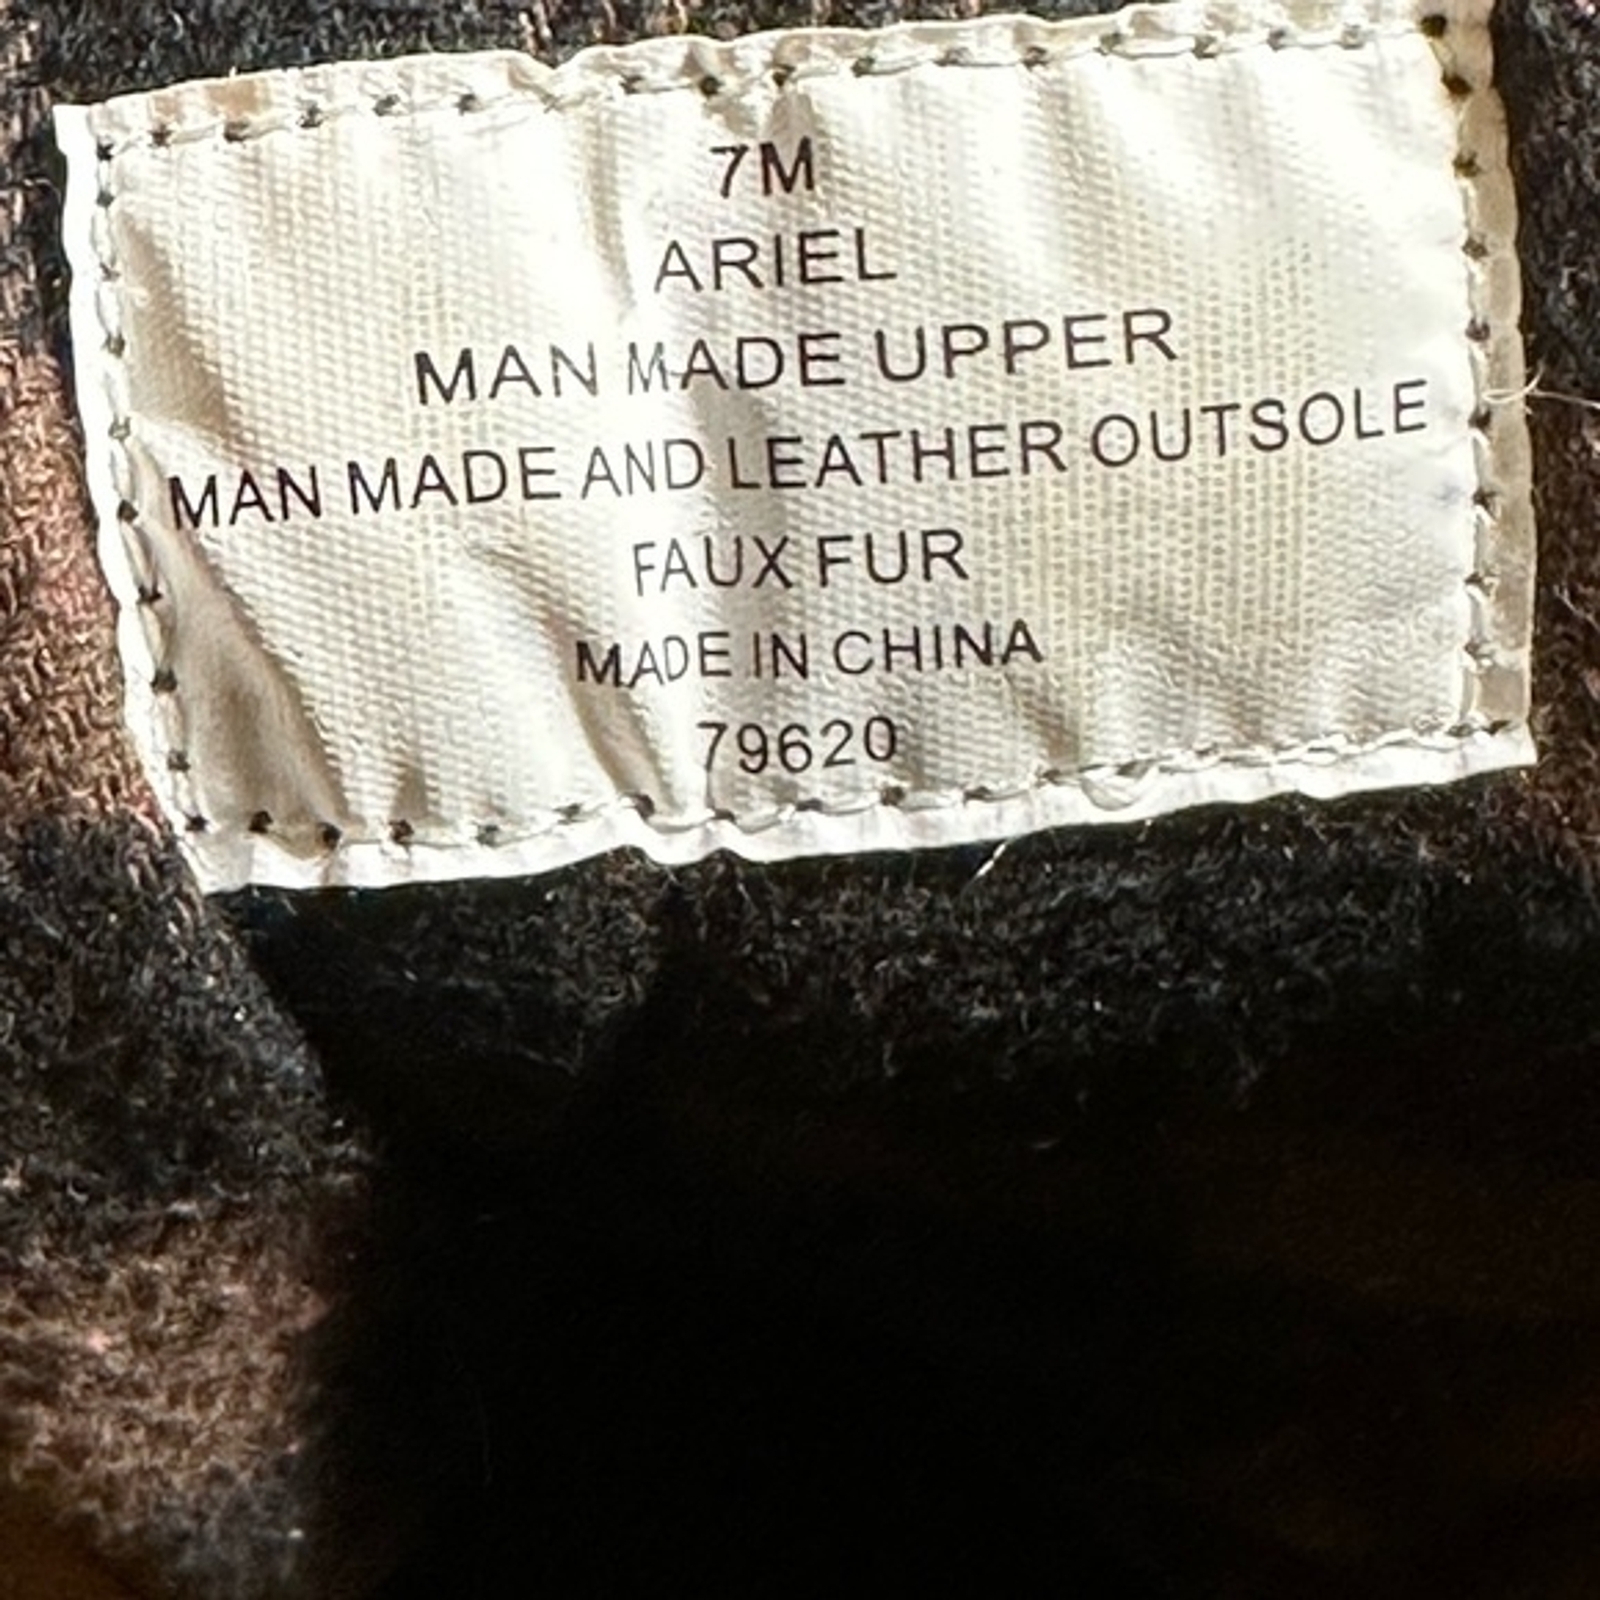 7M
ARIEL
MAN MADE UPPER
MAN MADE AND LEATHER OUTSOLE
FAUX FUR
MADE IN CHINA
79620